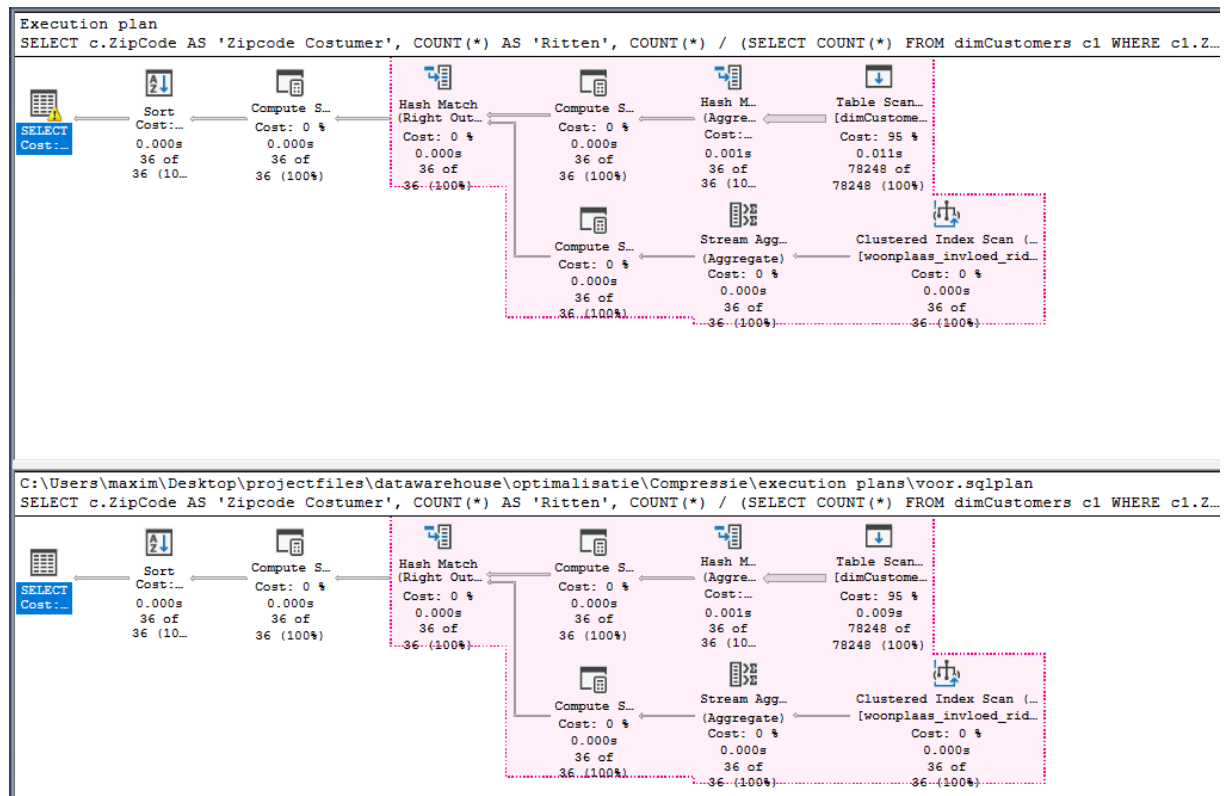 Execution plan
SELECT c.ZipCode AS 'Zipcode Costumer', COUNT(*) AS 'Ritten', COUNT(*) / (SELECT COUNT(*) FROM dimCustomers c1 WHERE c1.Z…
SELECT
Cost:…
Sort
Cost:…
0.000s
36 of
36 (10…
Compute S…
Cost: 0 %
0.000s
36 of
36 (100%)
Hash Match
(Right Out…
Cost: 0 %
0.000s
36 of
36 (100%)
Compute S…
Cost: 0 %
0.000s
36 of
36 (100%)
Hash M…
(Aggre…
Cost:…
0.001s
36 of
36 (10…
Table Scan…
[dimCustome…
Cost: 95 %
0.011s
78248 of
78248 (100%)
Compute S…
Cost: 0 %
0.000s
36 of
36 (100%)
Stream Agg…
(Aggregate)
Cost: 0 %
0.000s
36 of
36 (100%)
Clustered Index Scan (…
[woonplaas_invloed_rid…
Cost: 0 %
0.000s
36 of
36 (100%)
C:\Users\maxim\Desktop\projectfiles\datawarehouse\optimalisatie\Compressie\execution plans\voor.sqlplan
SELECT c.ZipCode AS 'Zipcode Costumer', COUNT(*) AS 'Ritten', COUNT(*) / (SELECT COUNT(*) FROM dimCustomers c1 WHERE c1.Z…
SELECT
Cost:…
Sort
Cost:…
0.000s
36 of
36 (10…
Compute S…
Cost: 0 %
0.000s
36 of
36 (100%)
Hash Match
(Right Out…
Cost: 0 %
0.000s
36 of
36 (100%)
Compute S…
Cost: 0 %
0.000s
36 of
36 (100%)
Hash M…
(Aggre…
Cost:…
0.001s
36 of
36 (10…
Table Scan…
[dimCustome…
Cost: 95 %
0.009s
78248 of
78248 (100%)
Compute S…
Cost: 0 %
0.000s
36 of
36 (100%)
Stream Agg…
(Aggregate)
Cost: 0 %
0.000s
36 of
36 (100%)
Clustered Index Scan (…
[woonplaas_invloed_rid…
Cost: 0 %
0.000s
36 of
36 (100%)